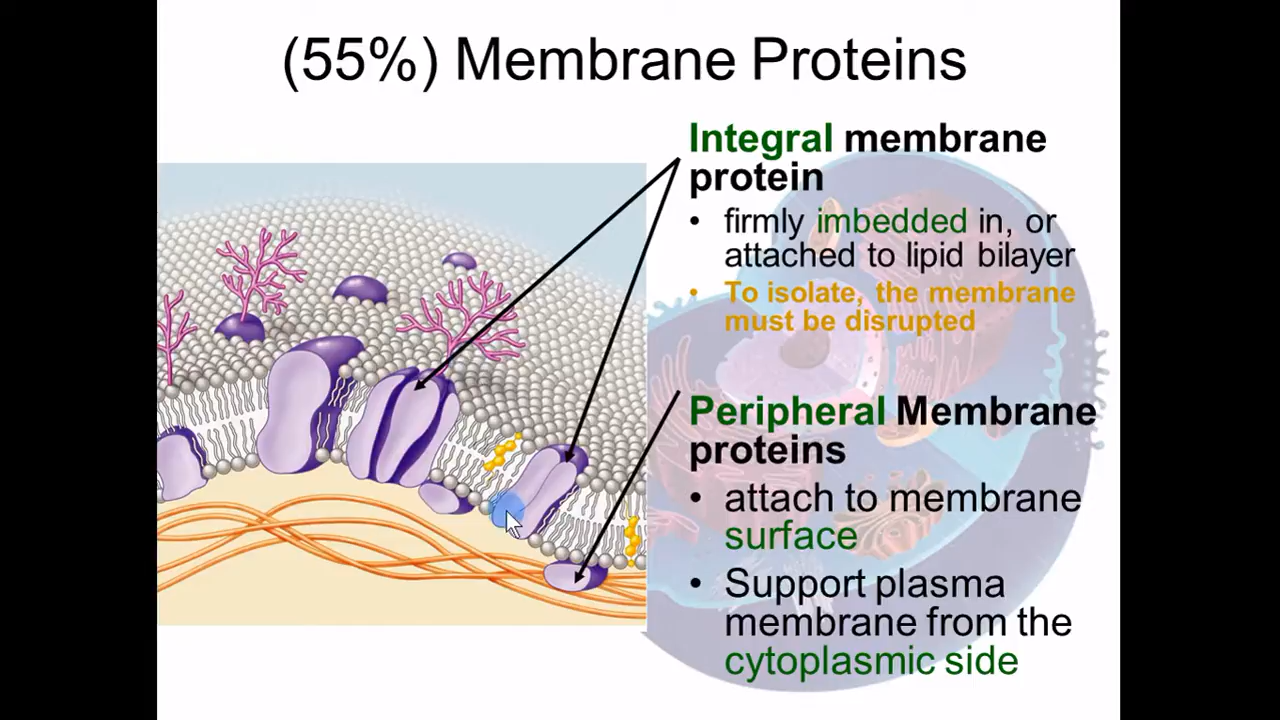 (55%) Membrane Proteins
Integral membrane
protein
• firmly imbedded in, or
attached to lipid bilayer
• To isolate, the membrane
must be disrupted
Peripheral Membrane
proteins
• attach to membrane
surface
• Support plasma
membrane from the
cytoplasmic side